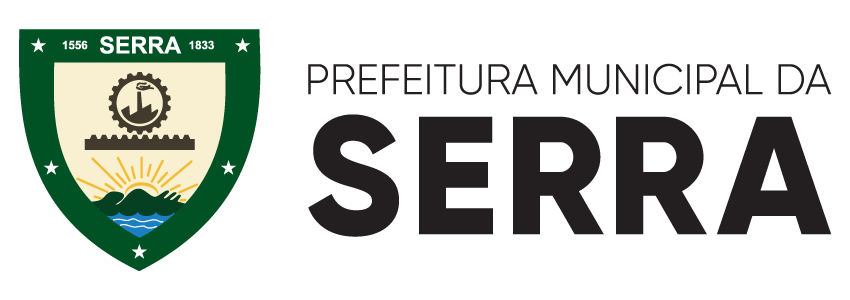 1556 SERRA 1833
PREFEITURA MUNICIPAL DA
SERRA